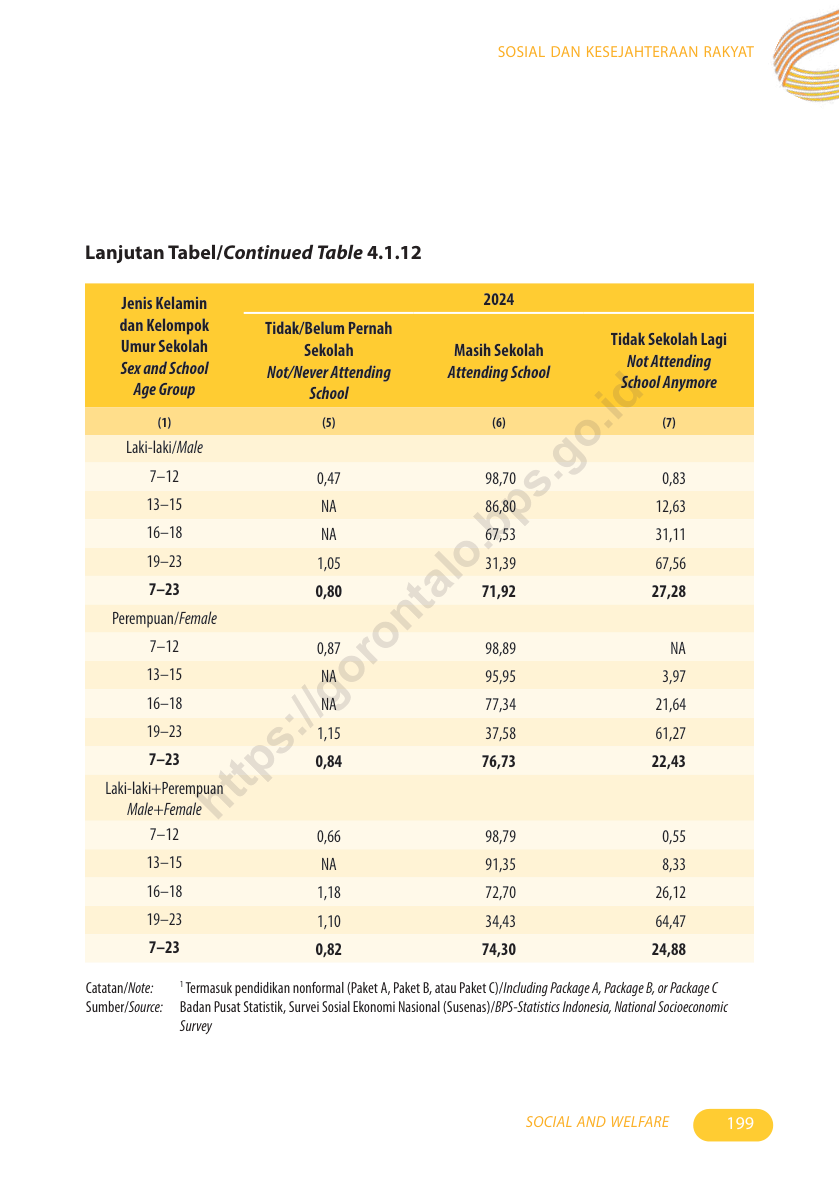 SOSIAL DAN KESEJAHTERAAN RAKYAT
Lanjutan Tabel/Continued Table 4.1.12
Jenis Kelamin
dan Kelompok
Umur Sekolah
Sex and School
Age Group
2024
Tidak/Belum Pernah
Sekolah
Not/Never Attending
School
Masih Sekolah
Attending School
Tidak Sekolah Lagi
Not Attending
School Anymore
(1) (5) (6) (7)
Laki-laki/Male
7–12 0,47 98,70 0,83
13–15 NA 86,80 12,63
16–18 NA 67,53 31,11
19–23 1,05 31,39 67,56
7–23 0,80 71,92 27,28
Perempuan/Female
7–12 0,87 98,89 NA
13–15 NA 95,95 3,97
16–18 NA 77,34 21,64
19–23 1,15 37,58 61,27
7–23 0,84 76,73 22,43
Laki-laki+Perempuan
Male+Female
7–12 0,66 98,79 0,55
13–15 NA 91,35 8,33
16–18 1,18 72,70 26,12
19–23 1,10 34,43 64,47
7–23 0,82 74,30 24,88
Catatan/Note: 1 Termasuk pendidikan nonformal (Paket A, Paket B, atau Paket C)/Including Package A, Package B, or Package C
Sumber/Source: Badan Pusat Statistik, Survei Sosial Ekonomi Nasional (Susenas)/BPS-Statistics Indonesia, National Socioeconomic
Survey
https://gorontalo.bps.go.id
SOCIAL AND WELFARE 199